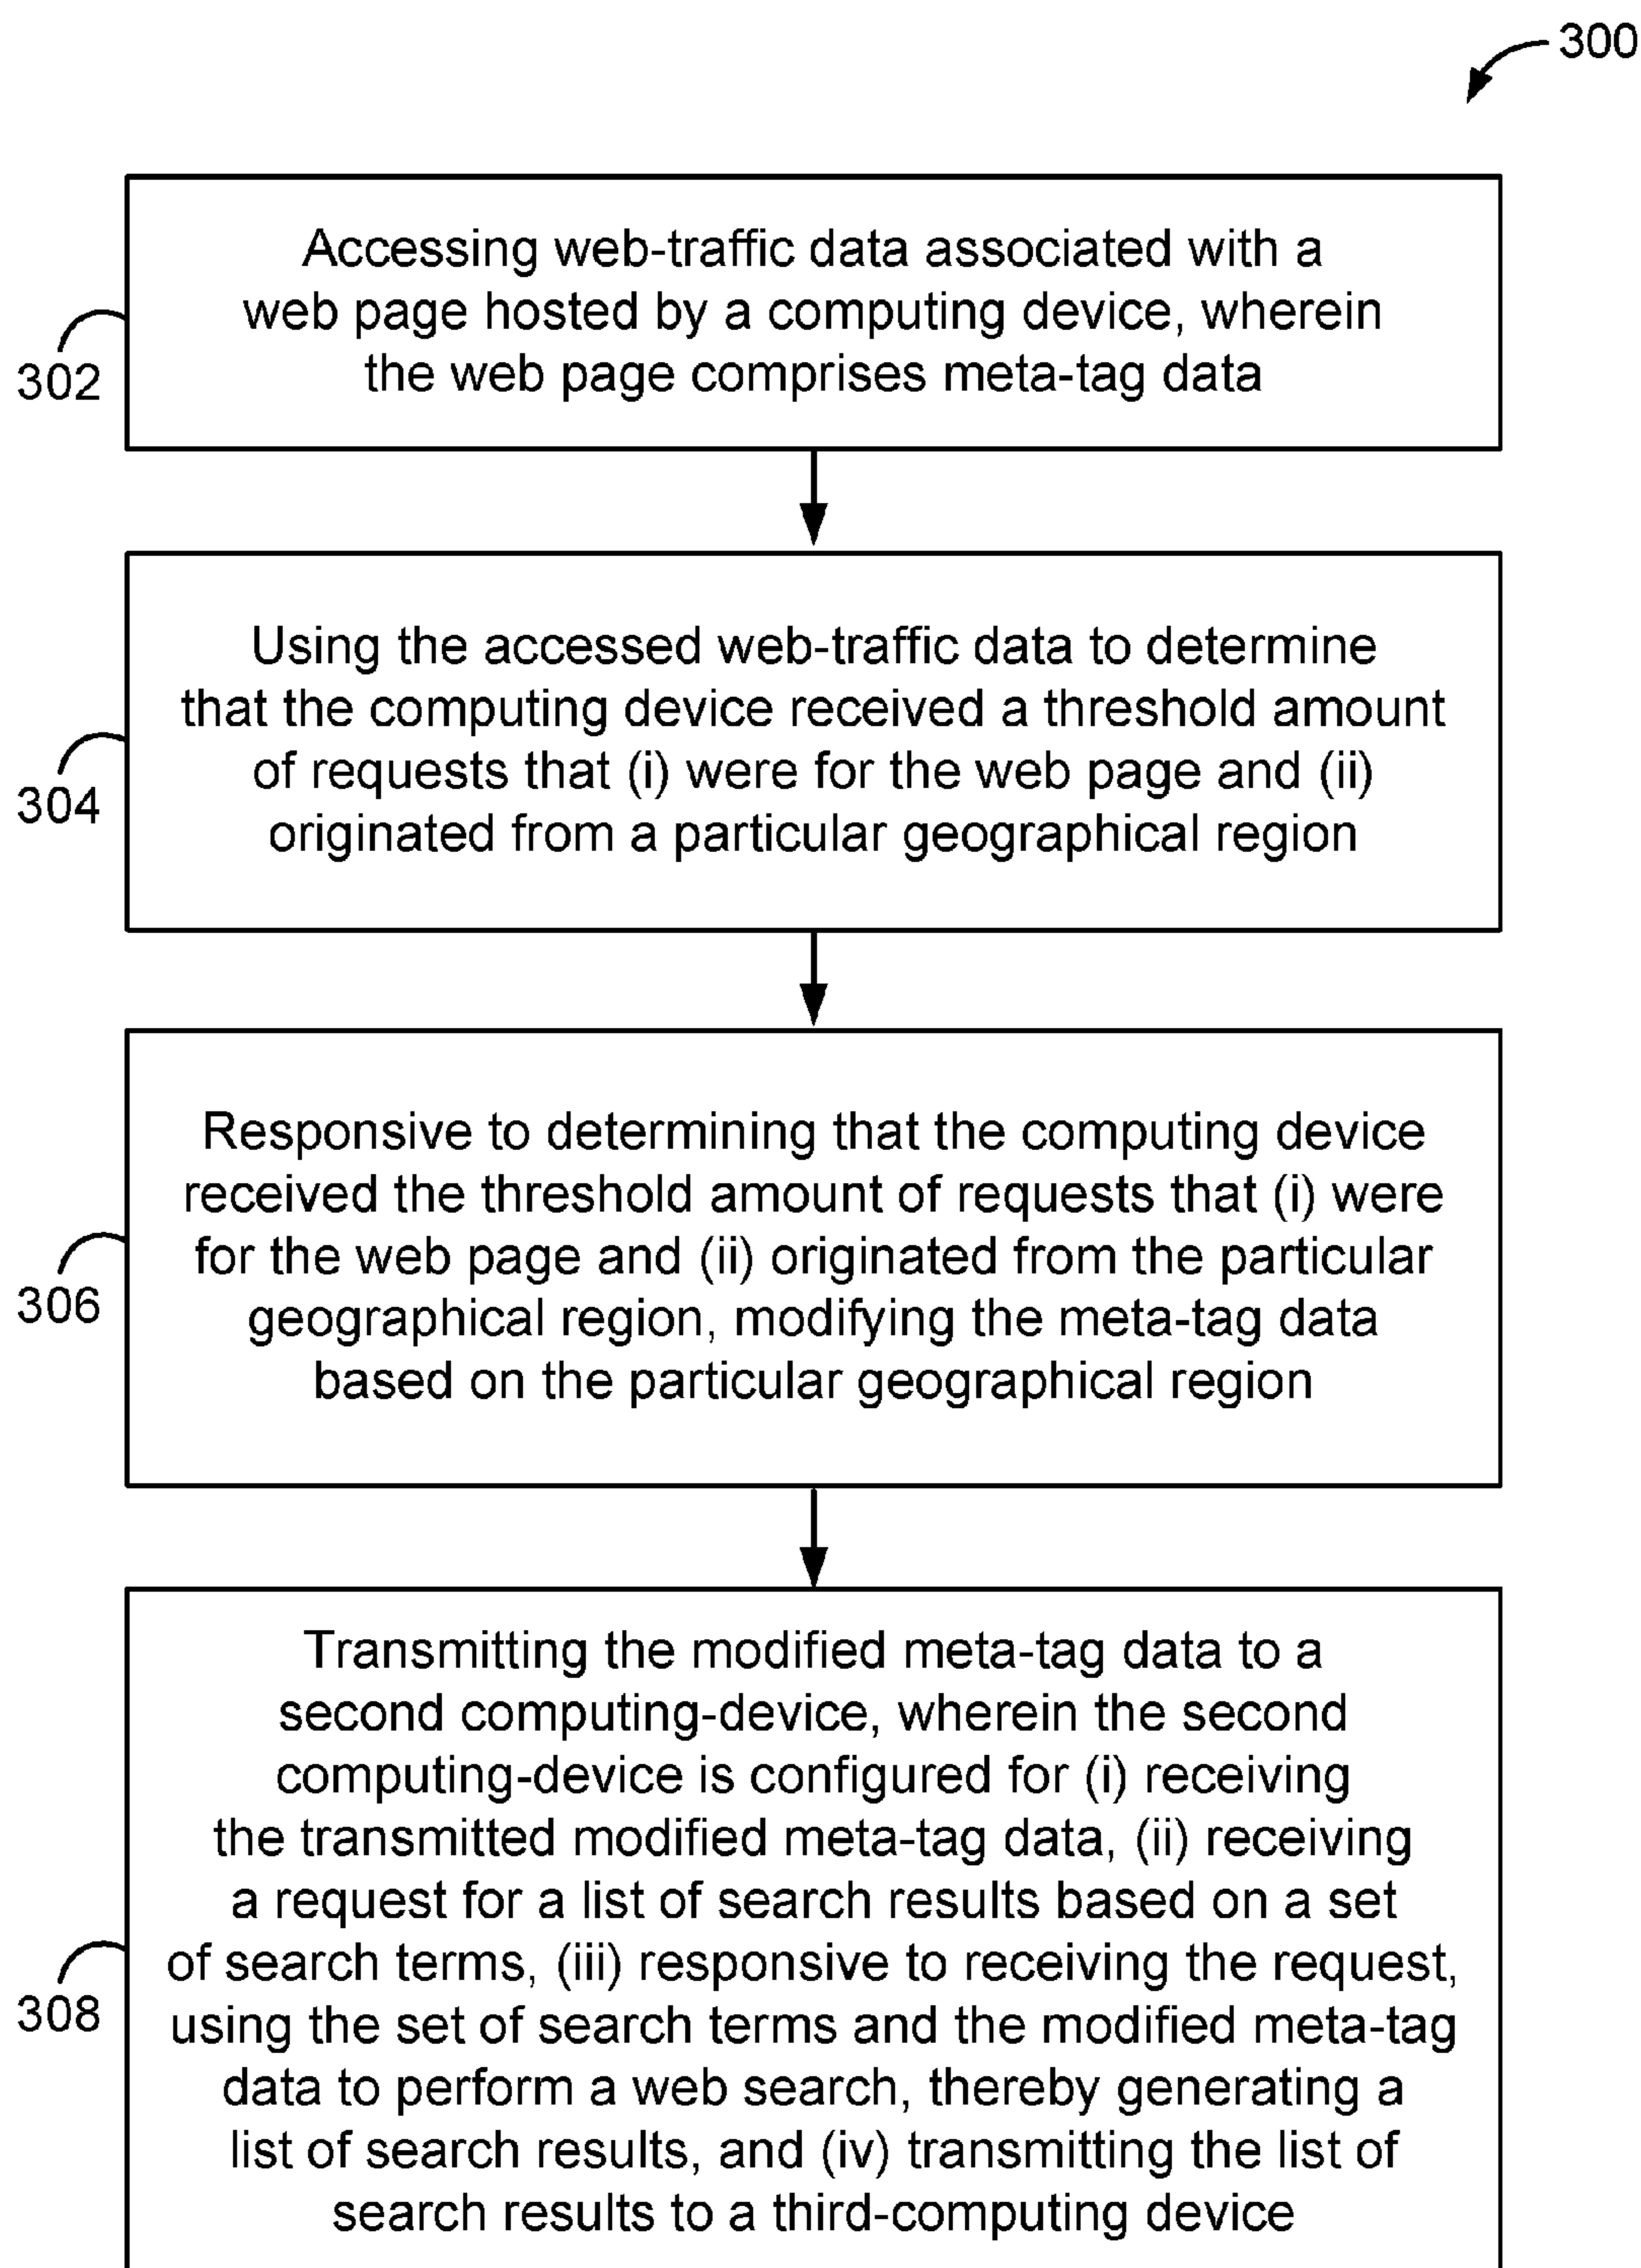 300
Accessing web-traffic data associated with a
web page hosted by a computing device, wherein
the web page comprises meta-tag data
302
Using the accessed web-traffic data to determine
that the computing device received a threshold amount
of requests that (i) were for the web page and (ii)
originated from a particular geographical region
304
Responsive to determining that the computing device
received the threshold amount of requests that (i) were
for the web page and (ii) originated from the particular
geographical region, modifying the meta-tag data
based on the particular geographical region
306
Transmitting the modified meta-tag data to a
second computing-device, wherein the second
computing-device is configured for (i) receiving
the transmitted modified meta-tag data, (ii) receiving
a request for a list of search results based on a set
of search terms, (iii) responsive to receiving the request,
using the set of search terms and the modified meta-tag
data to perform a web search, thereby generating a
list of search results, and (iv) transmitting the list of
search results to a third-computing device
308